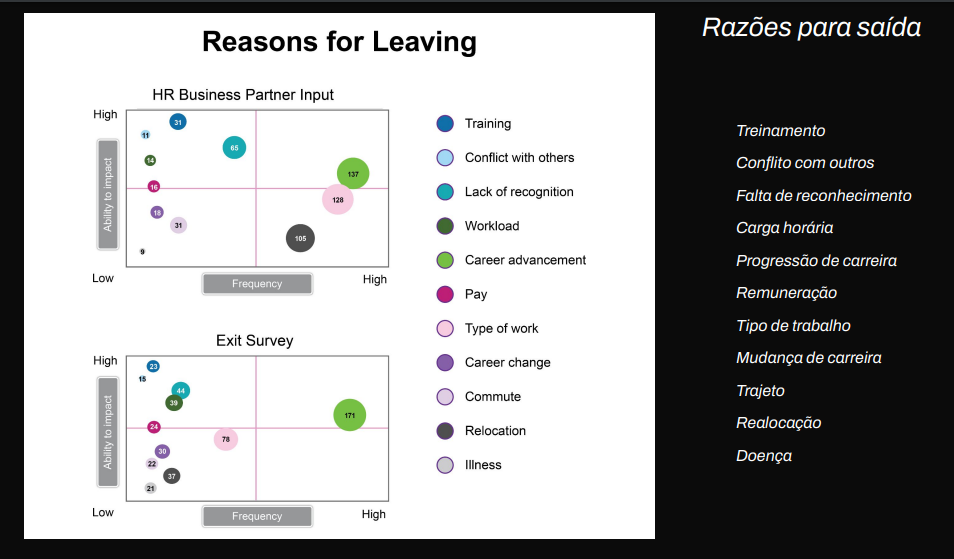 Reasons for Leaving
HR Business Partner Input
High
Ability to impact
31
11
65
14
137
16
128
18
31
105
9
Low
Frequency
High
Exit Survey
High
Ability to impact
23
15
44
39
171
24
78
30
22
37
21
Low
Frequency
High
Training
Conflict with others
Lack of recognition
Workload
Career advancement
Pay
Type of work
Career change
Commute
Relocation
Illness
Razões para saída
Treinamento
Conflito com outros
Falta de reconhecimento
Carga horária
Progressão de carreira
Remuneração
Tipo de trabalho
Mudança de carreira
Trajeto
Realocação
Doença